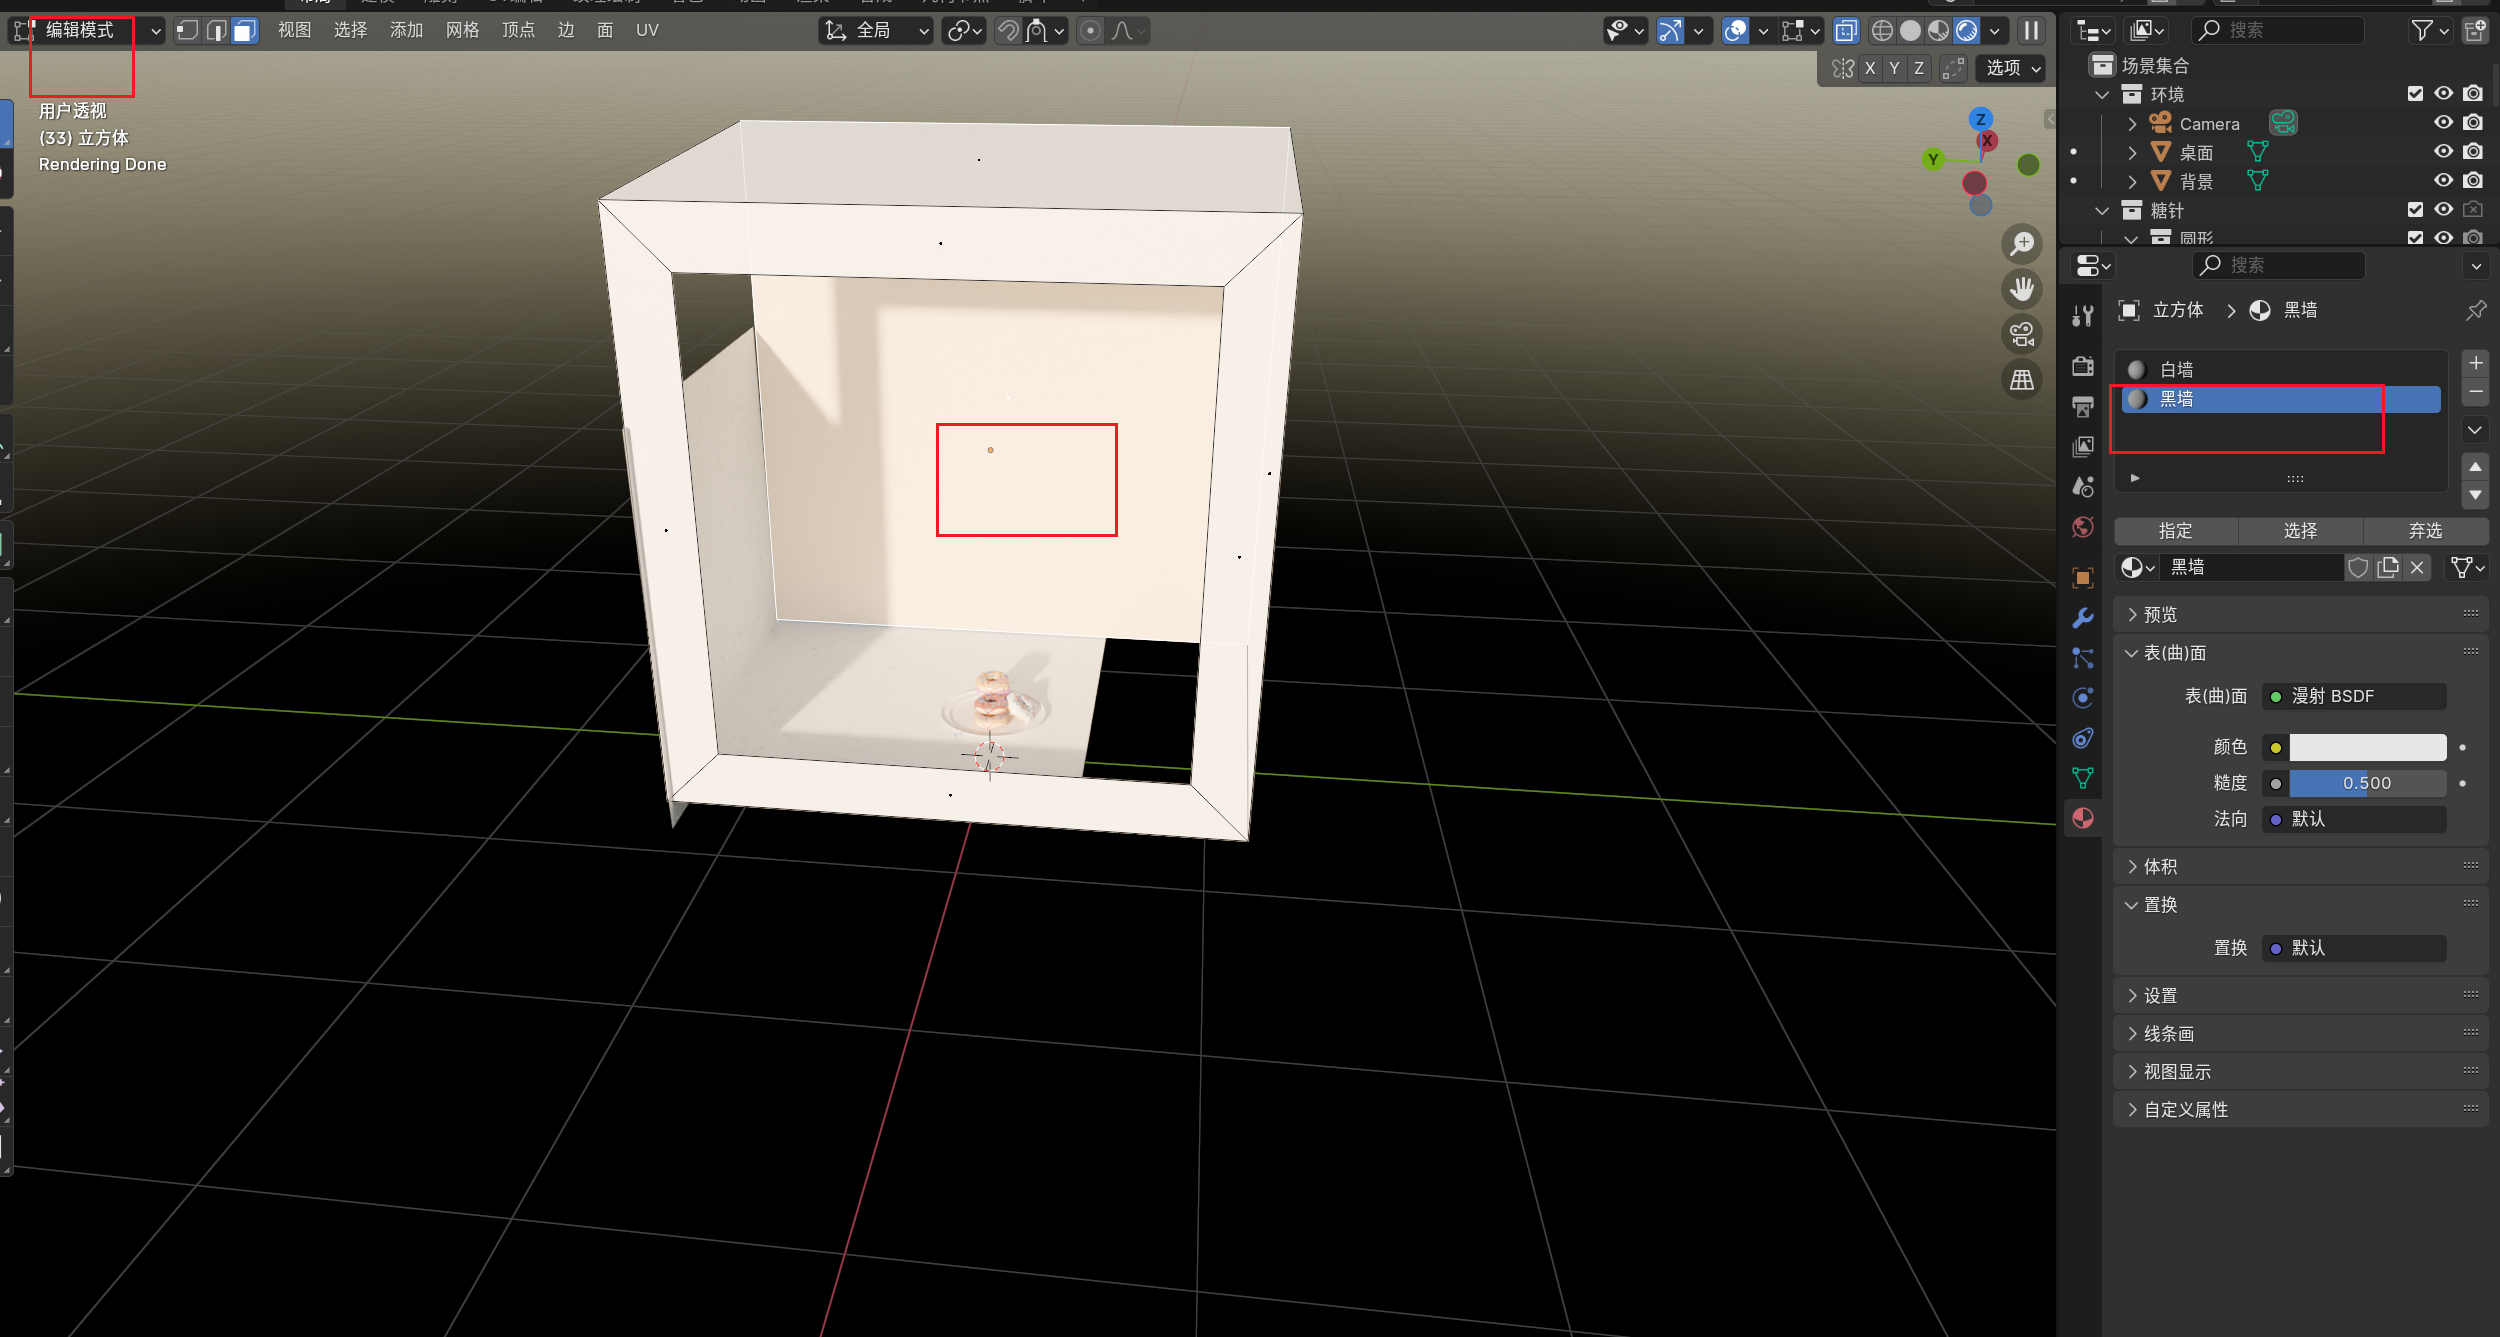 编辑模式
视图
选择
添加
网格
顶点
边
面
UV
全局
X
Y
Z
选项
用户透视
(33) 立方体
Rendering Done
Z
X
Y
搜索
场景集合
环境
Camera
桌面
背景
糖针
圆形
搜索
立方体
黑墙
白墙
黑墙
指定
选择
弃选
黑墙
预览
表(曲)面
表(曲)面
漫射 BSDF
颜色
糙度
0.500
法向
默认
体积
置换
置换
默认
设置
线条画
视图显示
自定义属性